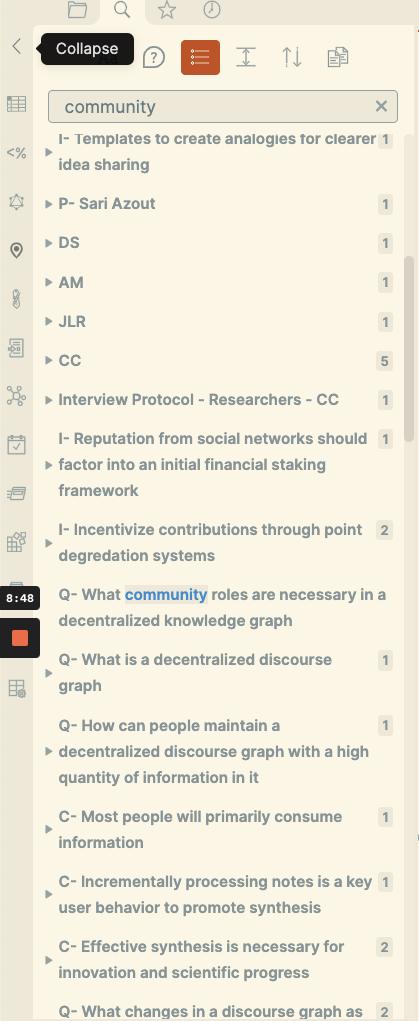 Collapse
?
<%
community
I- Templates to create analogies for clearer 1
idea sharing
P- Sari Azout 1
DS 1
AM 1
JLR 1
CC 5
Interview Protocol - Researchers - CC 1
I- Reputation from social networks should 1
factor into an initial financial staking
framework
I- Incentivize contributions through point 2
degredation systems
Q- What community roles are necessary in a
decentralized knowledge graph
8:48
Q- What is a decentralized discourse 1
graph
Q- How can people maintain a 1
decentralized discourse graph with a high
quantity of information in it
C- Most people will primarily consume 1
information
C- Incrementally processing notes is a key 1
user behavior to promote synthesis
C- Effective synthesis is necessary for 2
innovation and scientific progress
Q- What changes in a discourse graph as 2